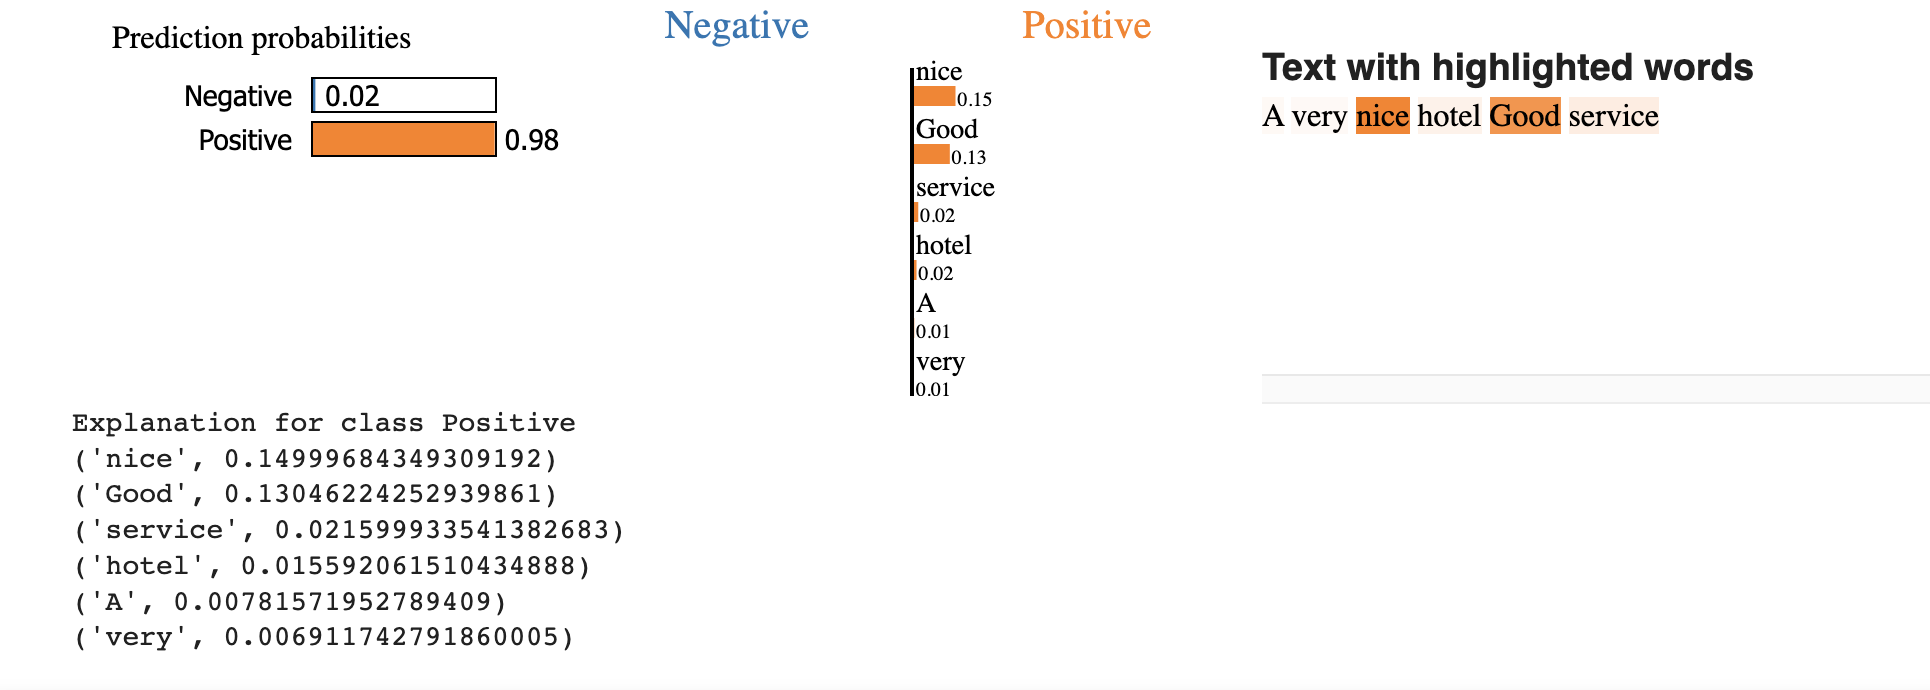 Prediction probabilities
Negative 0.02
Positive 0.98
Negative Positive
nice
0.15
Good
0.13
service
0.02
hotel
0.02
A
0.01
very
0.01
Text with highlighted words
A very nice hotel Good service
Explanation for class Positive
('nice', 0.14999684349309192)
('Good', 0.13046224252939861)
('service', 0.021599933541382683)
('hotel', 0.015592061510434888)
('A', 0.00781571952789409)
('very', 0.006911742791860005)